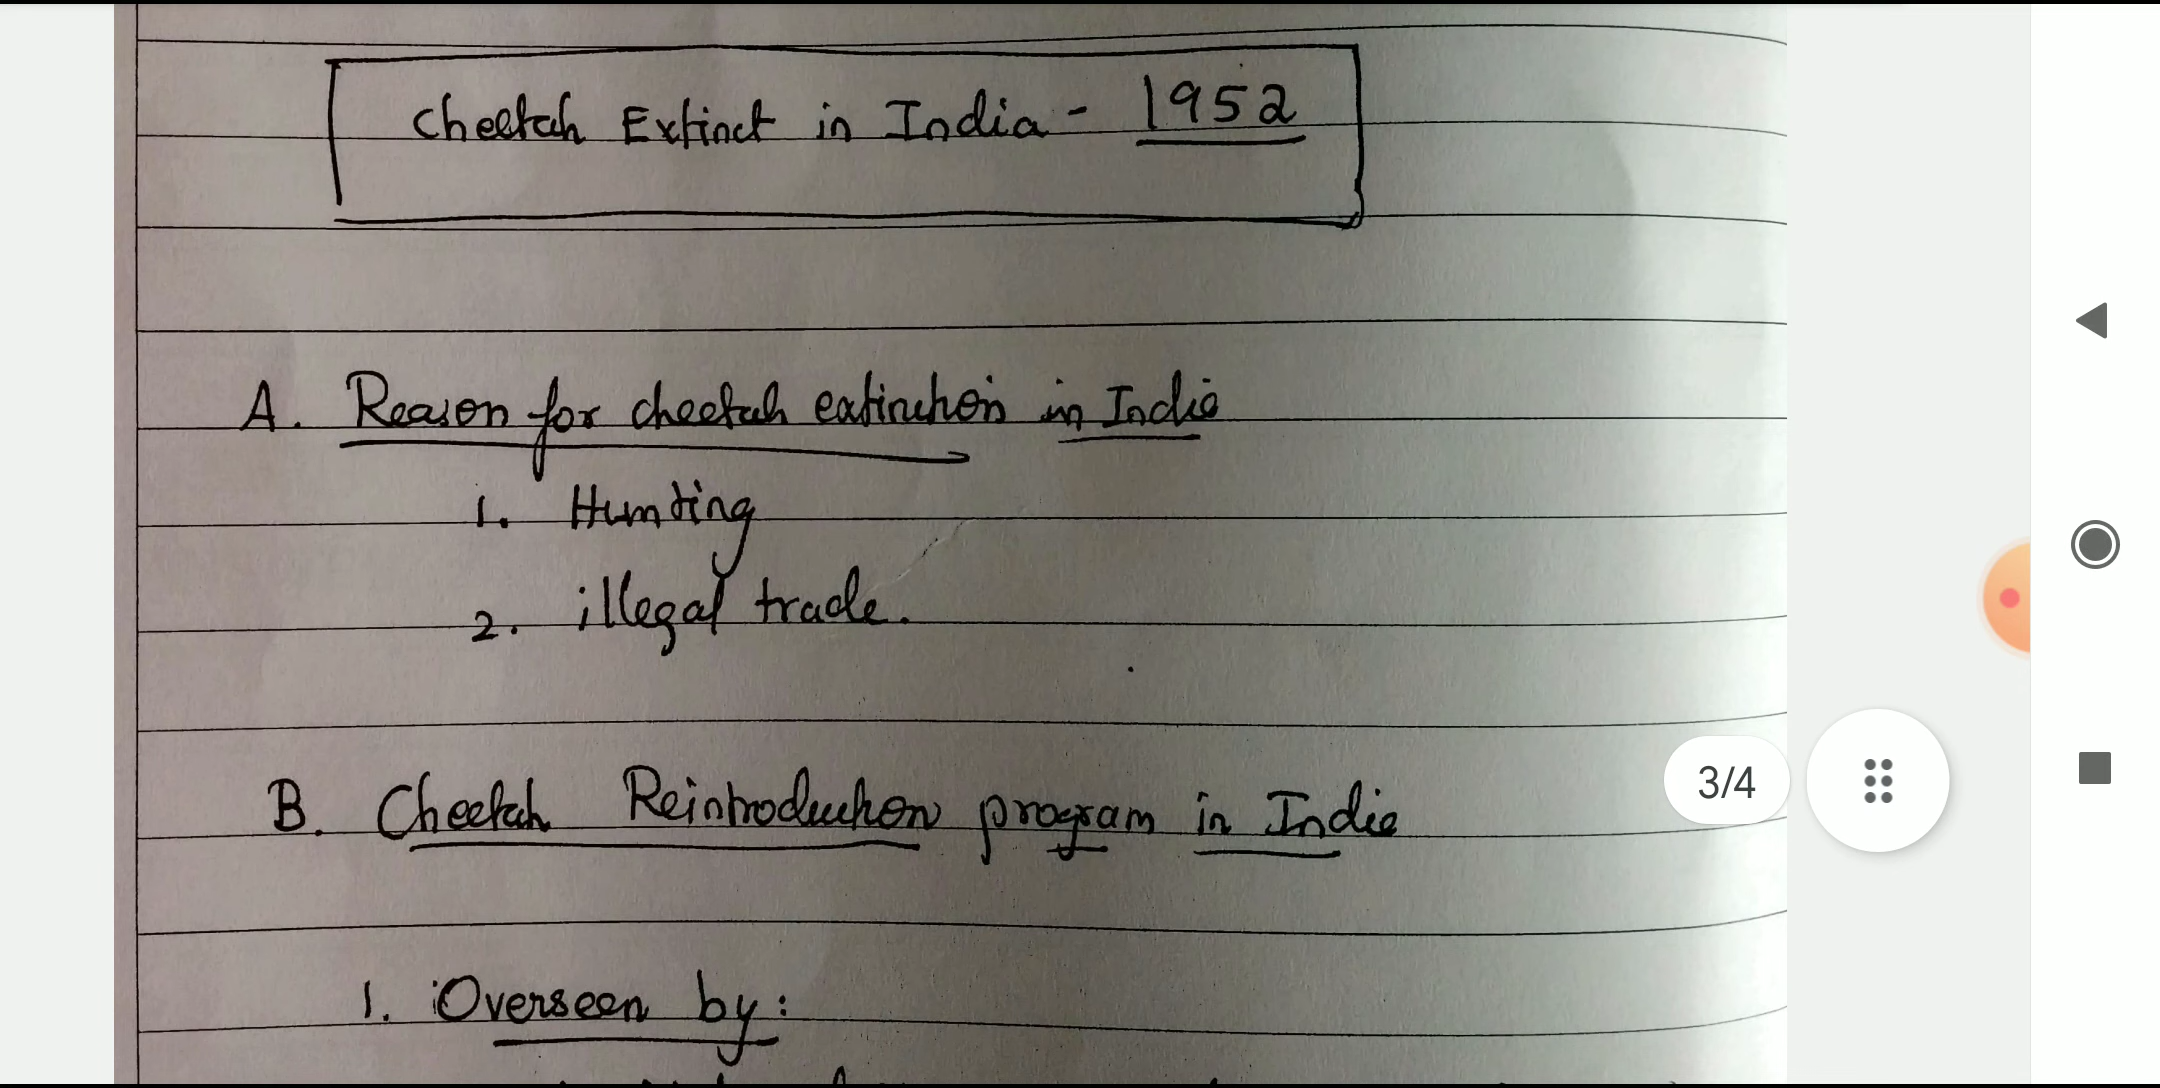 Cheetah Extinct in India - 1952
A. Reason for cheetah extinction in India
1. Hunting
2. illegal trade.
3/4
B. Cheetah Reintroduction program in India
1. Overseen by: